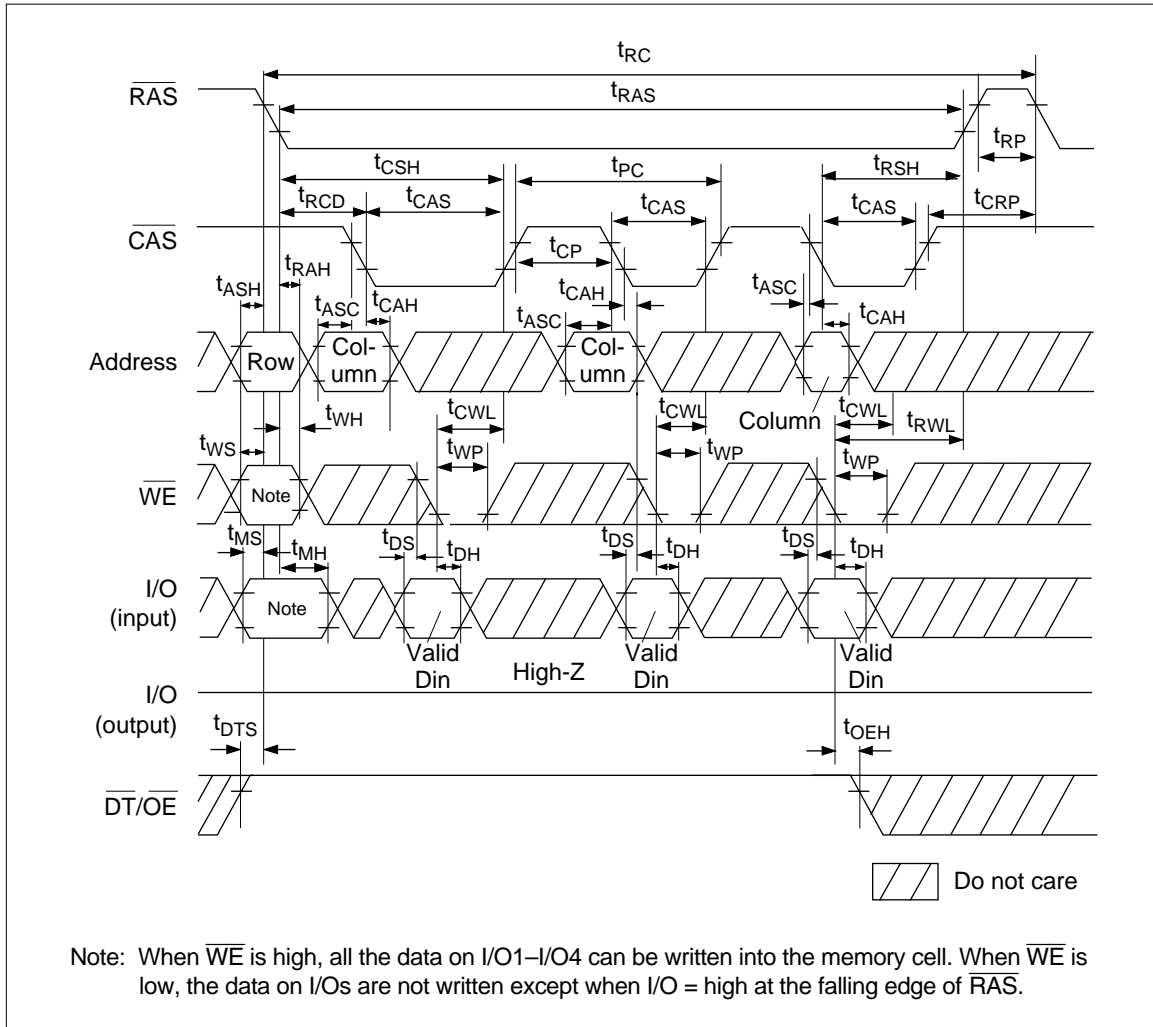 tRC
RAS
tRAS
tRP
tCSH
tPC
tRSH
tRCD
tCAS
tCAS
tCAS
tCRP
CAS
tCP
tRAH
tASH
tASC
tCAH
tCAH
tASC
tASC
tCAH
Address
Row
Col-
umn
Col-
umn
Column
tWH
tCWL
tCWL
tCWL
tRWL
tWS
tWP
tWP
tWP
WE
Note
tMS
tMH
tDS
tDH
tDS
tDH
tDS
tDH
I/O
(input)
Note
Valid
Din
High-Z
Valid
Din
Valid
Din
I/O
(output)
tDTS
tOEH
DT/OE
Do not care
Note: When WE is high, all the data on I/O1–I/O4 can be written into the memory cell. When WE is
low, the data on I/Os are not written except when I/O = high at the falling edge of RAS.